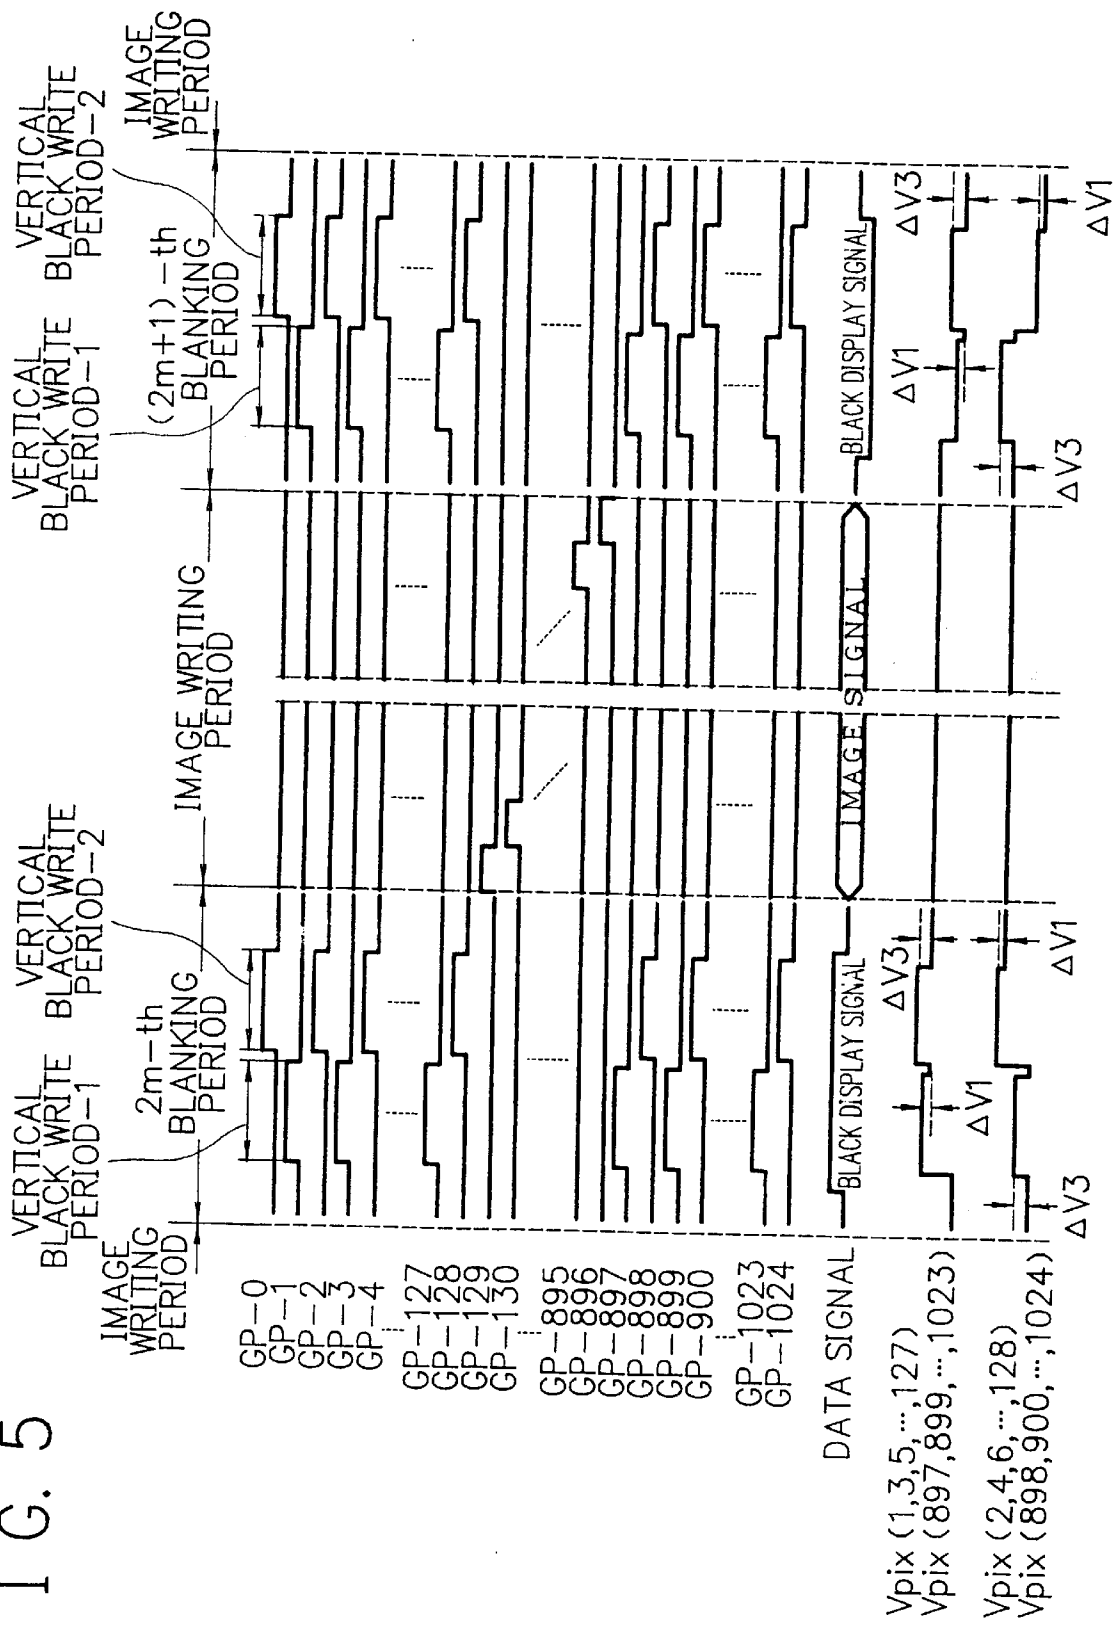 I G. 5
VERTICAL
BLACK WRITE
PERIOD-1
VERTICAL
BLACK WRITE
PERIOD-2
VERTICAL
BLACK WRITE
PERIOD-1
VERTICAL
BLACK WRITE
PERIOD-2
IMAGE
WRITING
PERIOD
2m-th
BLANKING
PERIOD
IMAGE WRITING
PERIOD
(2m+1)-th
BLANKING
PERIOD
IMAGE
WRITING
PERIOD
GP-0
GP-1
GP-2
GP-3
GP-4
GP-127
GP-128
GP-129
GP-130
GP-895
GP-896
GP-897
GP-898
GP-899
GP-900
GP-1023
GP-1024
DATA SIGNAL
BLACK DISPLAY SIGNAL
IMAGE SIGNAL
BLACK DISPLAY SIGNAL
Vpix (1,3,5,…,127)
Vpix (897,899,…,1023)
ΔV1
ΔV3
ΔV1
ΔV3
Vpix (2,4,6,…,128)
Vpix (898,900,…,1024)
ΔV3
ΔV1
ΔV3
ΔV1